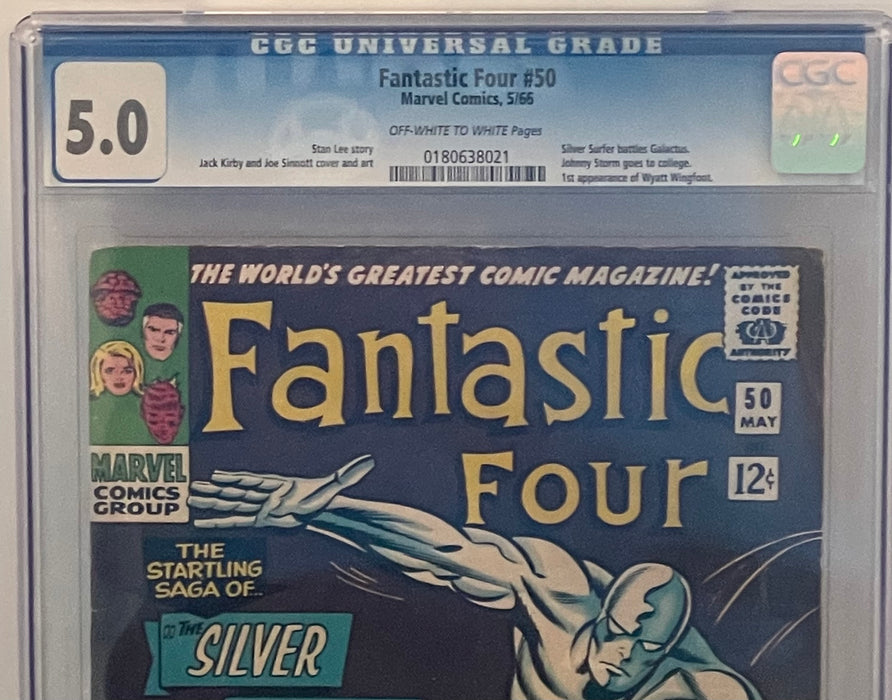 CGC UNIVERSAL GRADE
5.0
Fantastic Four #50
Marvel Comics, 5/66
OFF-WHITE TO WHITE Pages
Stan Lee story
Jack Kirby and Joe Sinnott cover and art
0180638021
Silver Surfer battles Galactus.
Johnny Storm goes to college.
1st appearance of Wyatt Wingfoot.
CGC
THE WORLD'S GREATEST COMIC MAGAZINE!
APPROVED
BY THE
COMICS
CODE
CA
AUTHORITY
Fantastic
Four
50
MAY
12¢
MARVEL
COMICS
GROUP
THE
STARTLING
SAGA OF...
THE
SILVER